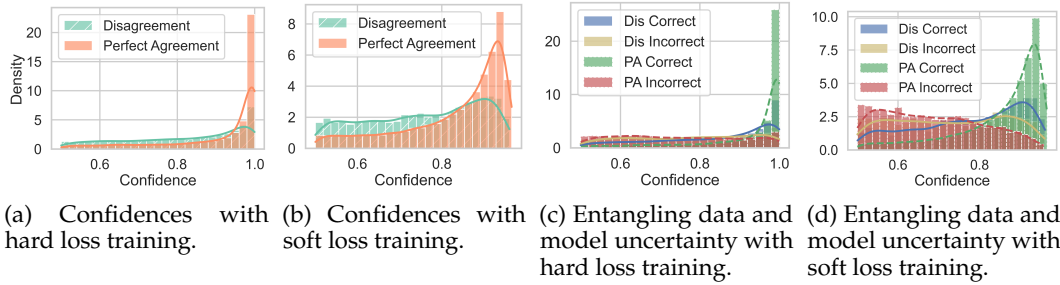 Density
20
15
10
5
0
0.6
0.8
1.0
Confidence
Disagreement
Perfect Agreement
8
6
4
2
0
0.6
0.8
Confidence
Disagreement
Perfect Agreement
25
20
15
10
5
0
0.6
0.8
1.0
Confidence
Dis Correct
Dis Incorrect
PA Correct
PA Incorrect
10.0
7.5
5.0
2.5
0.0
0.6
0.8
Confidence
Dis Correct
Dis Incorrect
PA Correct
PA Incorrect
(a) Confidences with
hard loss training.
(b) Confidences with
soft loss training.
(c) Entangling data and
model uncertainty with
hard loss training.
(d) Entangling data and
model uncertainty with
soft loss training.